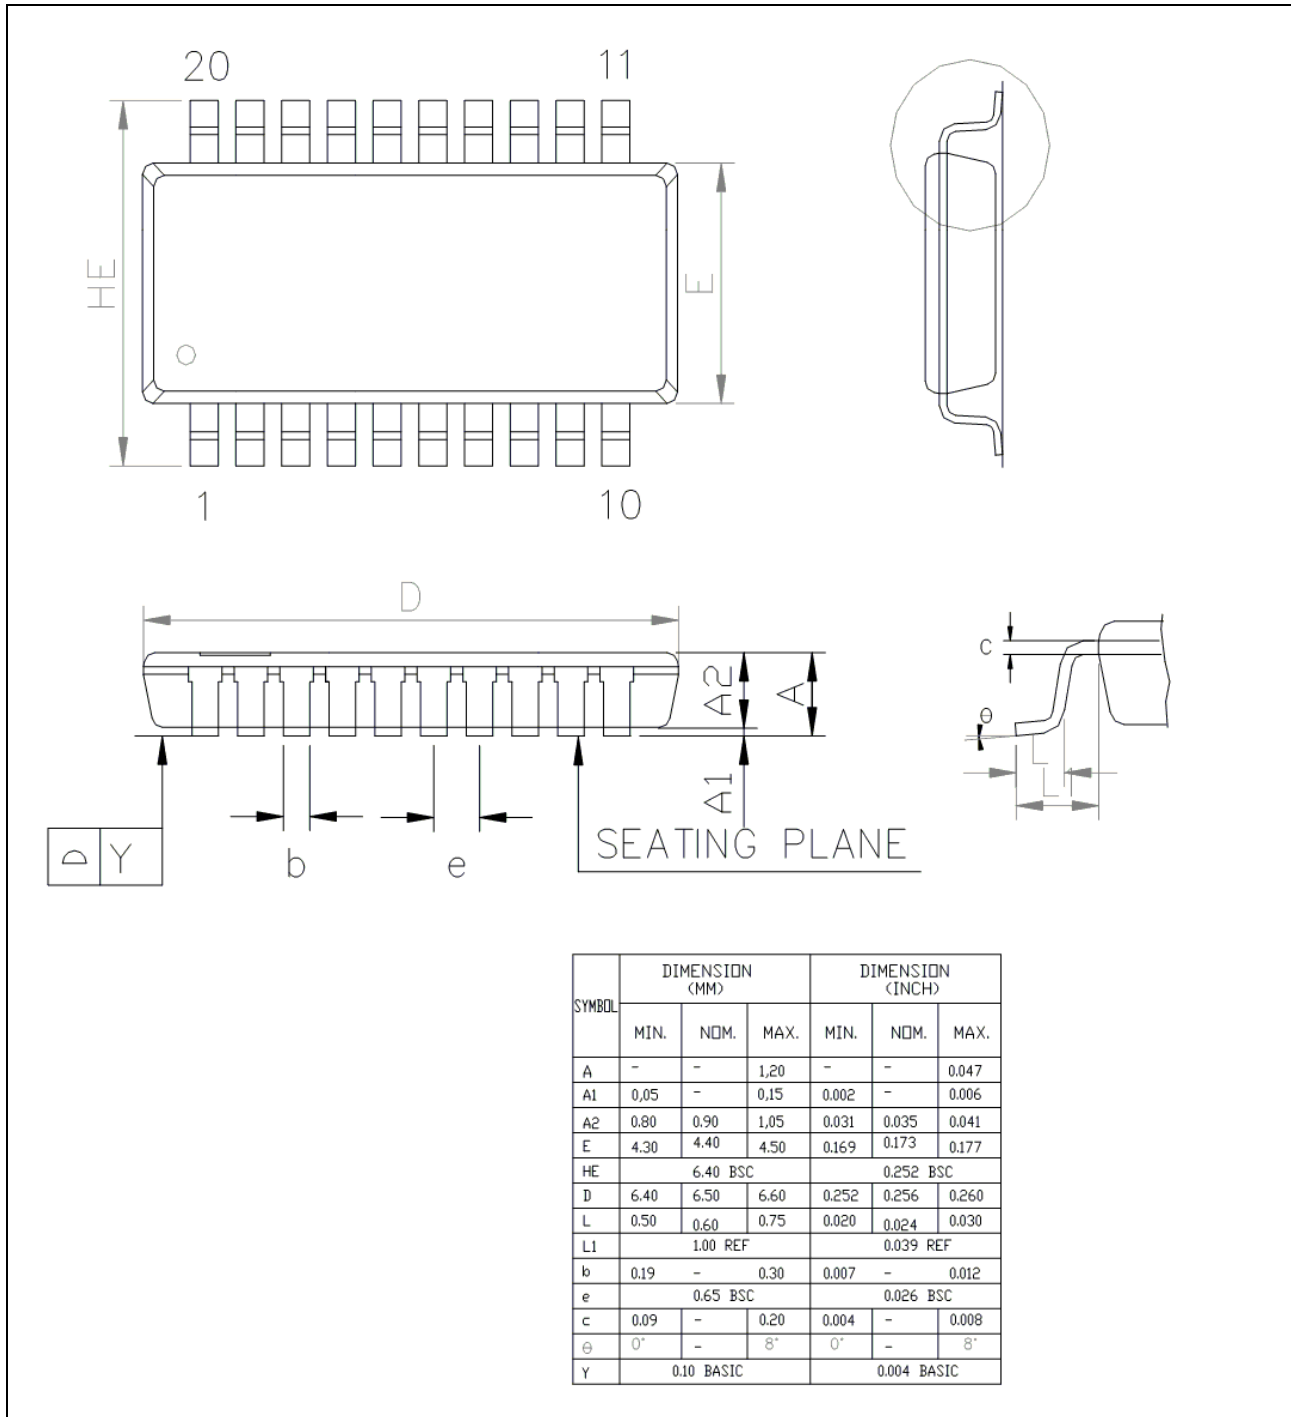 20 11
HE
E
1 10
D
A2
A
A1
c
θ
L
L1
b
e
SEATING PLANE
⌓ Y
SYMBOL DIMENSION (MM) DIMENSION (INCH)
MIN. NOM. MAX. MIN. NOM. MAX.
A - - 1,20 - - 0.047
A1 0,05 - 0,15 0.002 - 0.006
A2 0.80 0.90 1,05 0.031 0.035 0.041
E 4.30 4.40 4.50 0.169 0.173 0.177
HE 6.40 BSC 0.252 BSC
D 6.40 6.50 6.60 0.252 0.256 0.260
L 0.50 0.60 0.75 0.020 0.024 0.030
L1 1.00 REF 0.039 REF
b 0.19 - 0.30 0.007 - 0.012
e 0.65 BSC 0.026 BSC
c 0.09 - 0.20 0.004 - 0.008
θ 0° - 8° 0° - 8°
Y 0.10 BASIC 0.004 BASIC